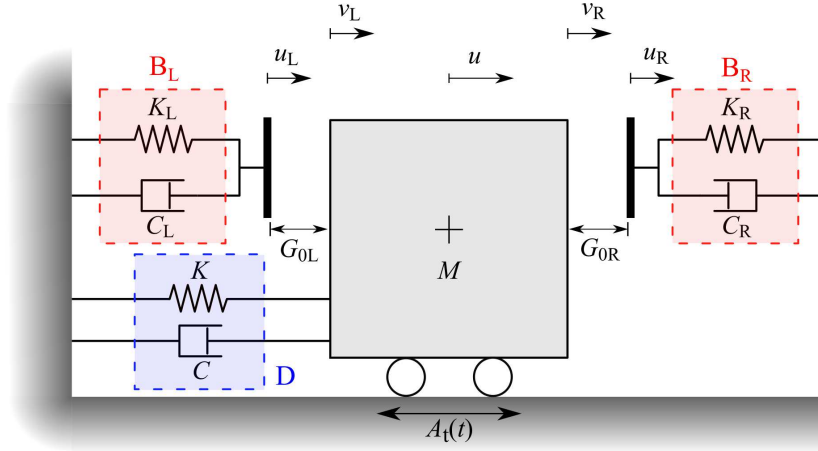 v_L v_R
u_L u u_R
B_L B_R
K_L K_R
C_L C_R
G_0L M G_0R
K
C
D
A_t(t)